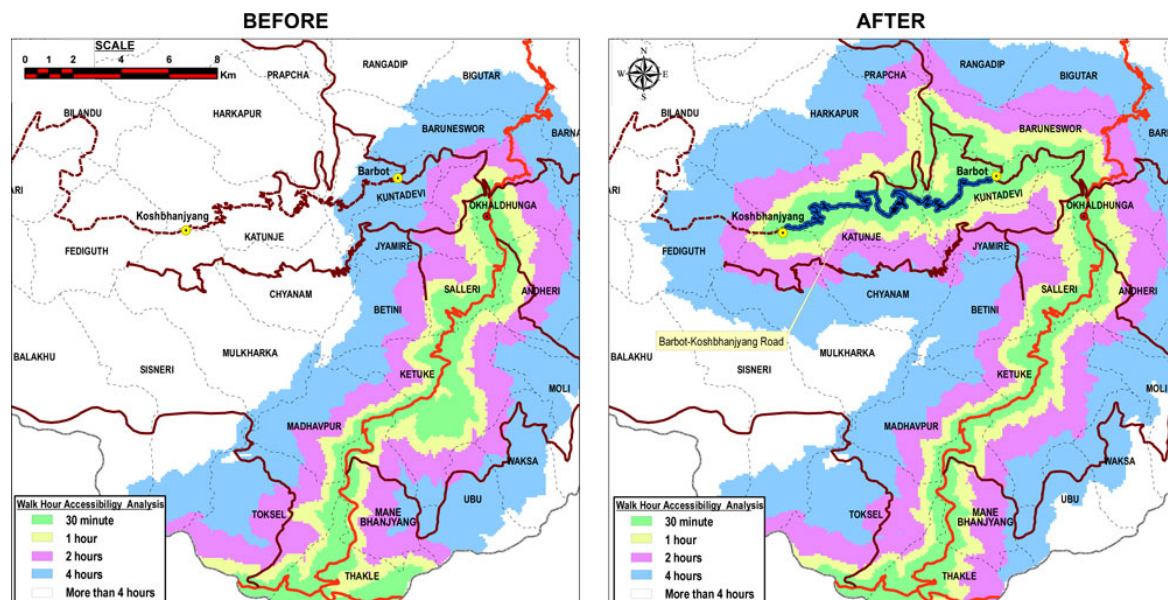 BEFORE
SCALE
0 1 2 4 6 8
Km
RANGADIP
PRAPCHA
BIGUTAR
BILANDU
HARKAPUR
BARUNESWOR
BARNA
ARI
Barbot
KUNTADEVI
OKHALDHUNGA
Koshbhanjyang
KATUNJE
FEDIGUTH
JYAMIRE
SALLERI
ANDHERI
CHYANAM
BETINI
MULKHARKA
BALAKHU
SISNERI
KETUKE
MOLI
MADHAVPUR
WAKSA
UBU
TOKSEL
MANE
BHANJYANG
THAKLE
Walk Hour Accessibiligy Analysis
30 minute
1 hour
2 hours
4 hours
More than 4 hours
AFTER
N
W E
S
RANGADIP
PRAPCHA
BIGUTAR
BILANDU
HARKAPUR
BARUNESWOR
BARN
ARI
Barbot
KUNTADEVI
OKHALDHUNGA
Koshbhanjyang
KATUNJE
FEDIGUTH
JYAMIRE
SALLERI
ANDHERI
CHYANAM
BETINI
Barbot-Koshbhanjyang Road
MULKHARKA
BALAKHU
SISNERI
KETUKE
MOLI
MADHAVPUR
WAKSA
UBU
TOKSEL
MANE
BHANJYANG
THAKLE
Walk Hour Accessibiligy Analysis
30 minute
1 hour
2 hours
4 hours
More than 4 hours